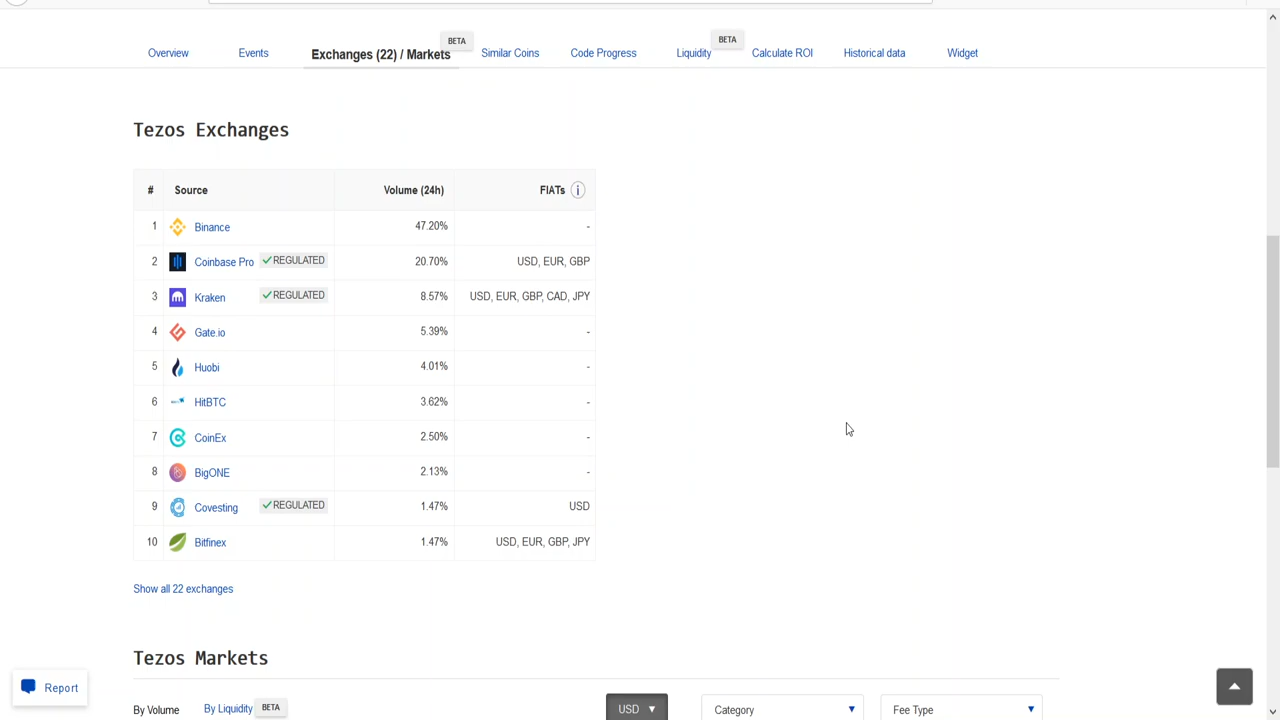 BETA
BETA
Overview Events Exchanges (22) / Markets Similar Coins Code Progress Liquidity Calculate ROI Historical data Widget
Tezos Exchanges
# Source Volume (24h) FIATs i
1 Binance 47.20% -
2 Coinbase Pro REGULATED 20.70% USD, EUR, GBP
3 Kraken REGULATED 8.57% USD, EUR, GBP, CAD, JPY
4 Gate.io 5.39% -
5 Huobi 4.01% -
6 HitBTC 3.62% -
7 CoinEx 2.50% -
8 BigONE 2.13% -
9 Covesting REGULATED 1.47% USD
10 Bitfinex 1.47% USD, EUR, GBP, JPY
Show all 22 exchanges
Tezos Markets
Report
By Volume By Liquidity BETA USD Category Fee Type